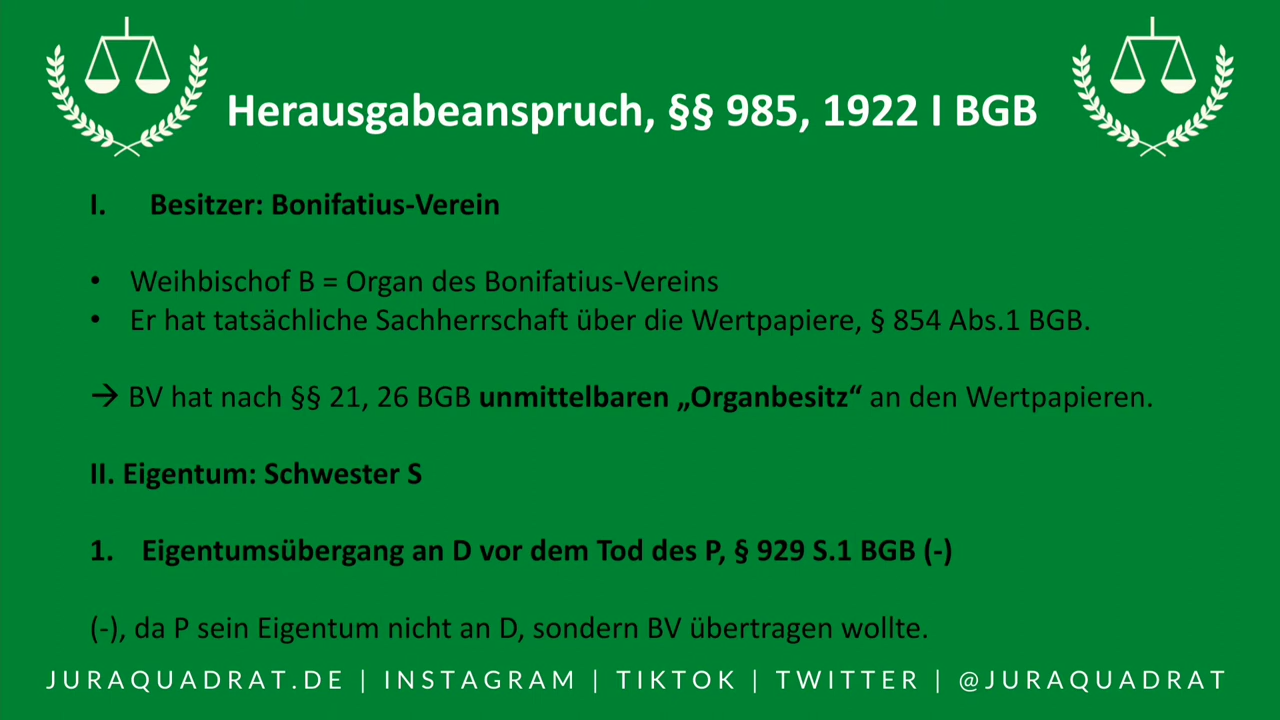 Herausgabeanspruch, §§ 985, 1922 I BGB
I. Besitzer: Bonifatius-Verein
• Weihbischof B = Organ des Bonifatius-Vereins
• Er hat tatsächliche Sachherrschaft über die Wertpapiere, § 854 Abs.1 BGB.
→ BV hat nach §§ 21, 26 BGB unmittelbaren „Organbesitz“ an den Wertpapieren.
II. Eigentum: Schwester S
1. Eigentumsübergang an D vor dem Tod des P, § 929 S.1 BGB (-)
(-), da P sein Eigentum nicht an D, sondern BV übertragen wollte.
JURAQUADRAT.DE | INSTAGRAM | TIKTOK | TWITTER | @JURAQUADRAT